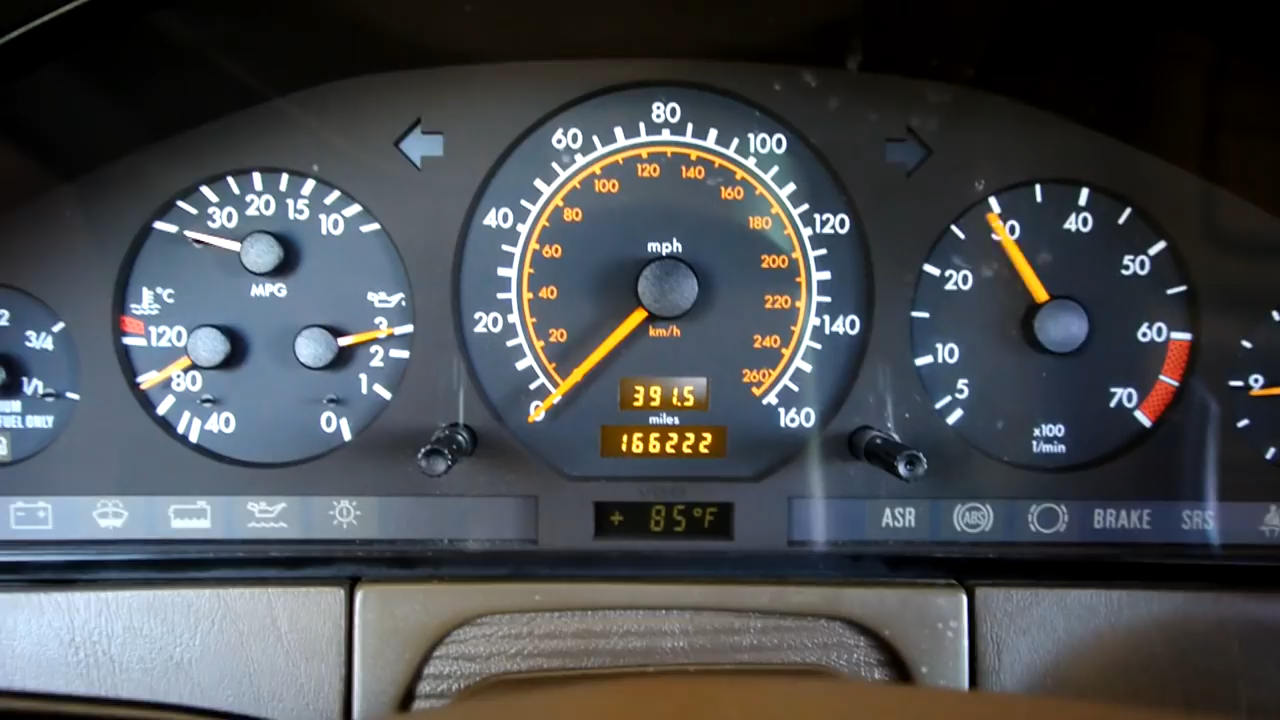 2
3/4
1/1
FUEL ONLY
30 20 15 10
MPG
°C
120
80
40
3
2
1
0
0 20 40 60 80 100 120 140 160
mph
20 40 60 80 100 120 140 160 180 200 220 240 260
km/h
391.5
miles
166222
+ 85°F
5 10 20 30 40 50 60 70
x100
1/min
9
ASR
ABS
BRAKE
SRS